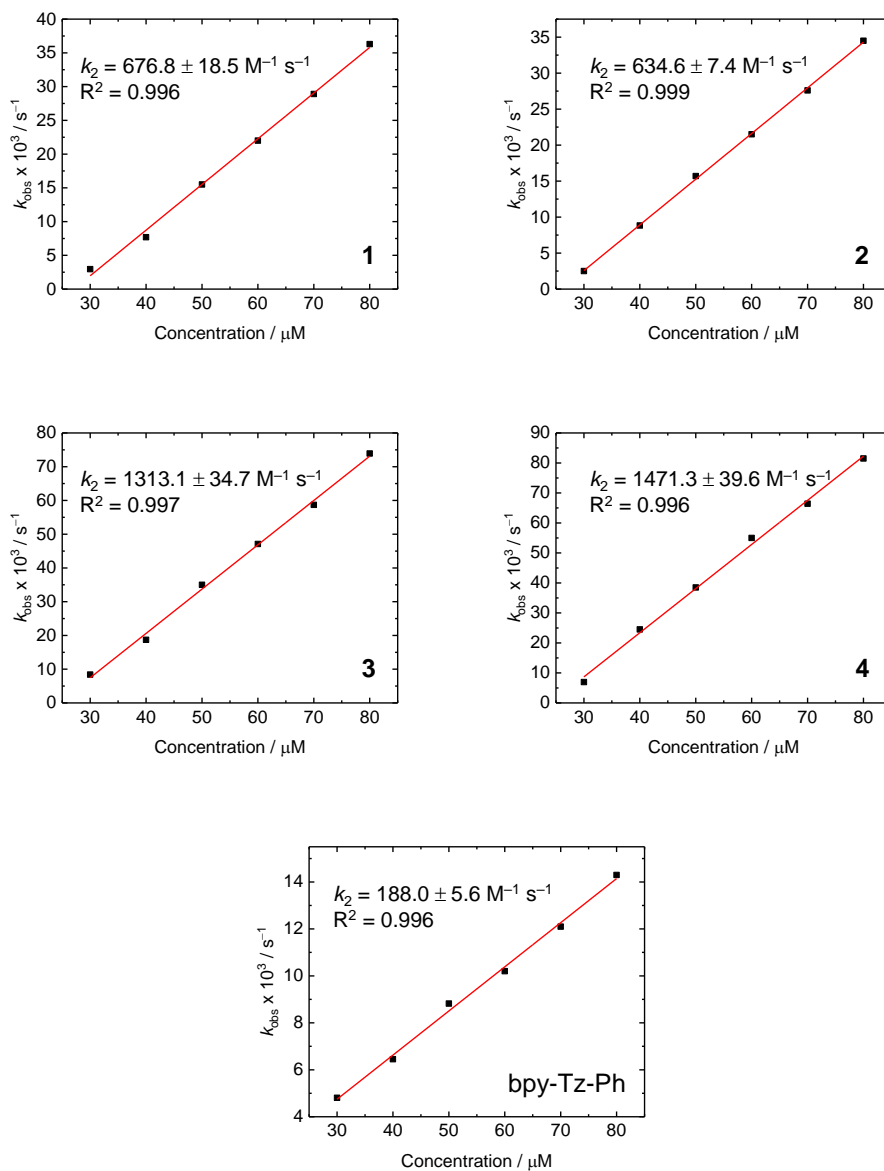 40
35
30
25
20
15
10
5
0
k₂ = 676.8 ± 18.5 M⁻¹ s⁻¹
R² = 0.996
1
k_obs x 10³ / s⁻¹
30 40 50 60 70 80
Concentration / μM
35
30
25
20
15
10
5
0
k₂ = 634.6 ± 7.4 M⁻¹ s⁻¹
R² = 0.999
2
k_obs x 10³ / s⁻¹
30 40 50 60 70 80
Concentration / μM
80
70
60
50
40
30
20
10
0
k₂ = 1313.1 ± 34.7 M⁻¹ s⁻¹
R² = 0.997
3
k_obs x 10³ / s⁻¹
30 40 50 60 70 80
Concentration / μM
90
80
70
60
50
40
30
20
10
0
k₂ = 1471.3 ± 39.6 M⁻¹ s⁻¹
R² = 0.996
4
k_obs x 10³ / s⁻¹
30 40 50 60 70 80
Concentration / μM
14
12
10
8
6
4
k₂ = 188.0 ± 5.6 M⁻¹ s⁻¹
R² = 0.996
bpy-Tz-Ph
k_obs x 10³ / s⁻¹
30 40 50 60 70 80
Concentration / μM